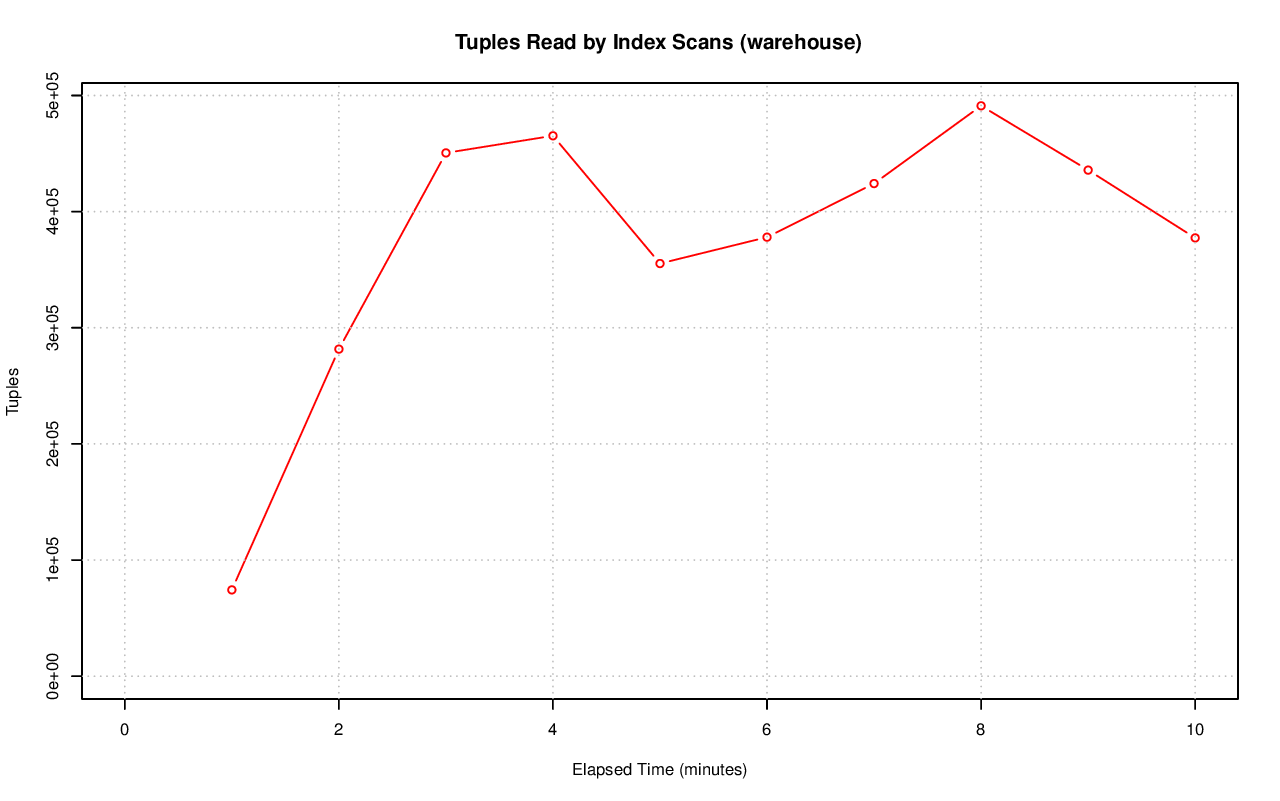 Tuples Read by Index Scans (warehouse)
5e+05
4e+05
3e+05
2e+05
1e+05
0e+00
Tuples
0 2 4 6 8 10
Elapsed Time (minutes)